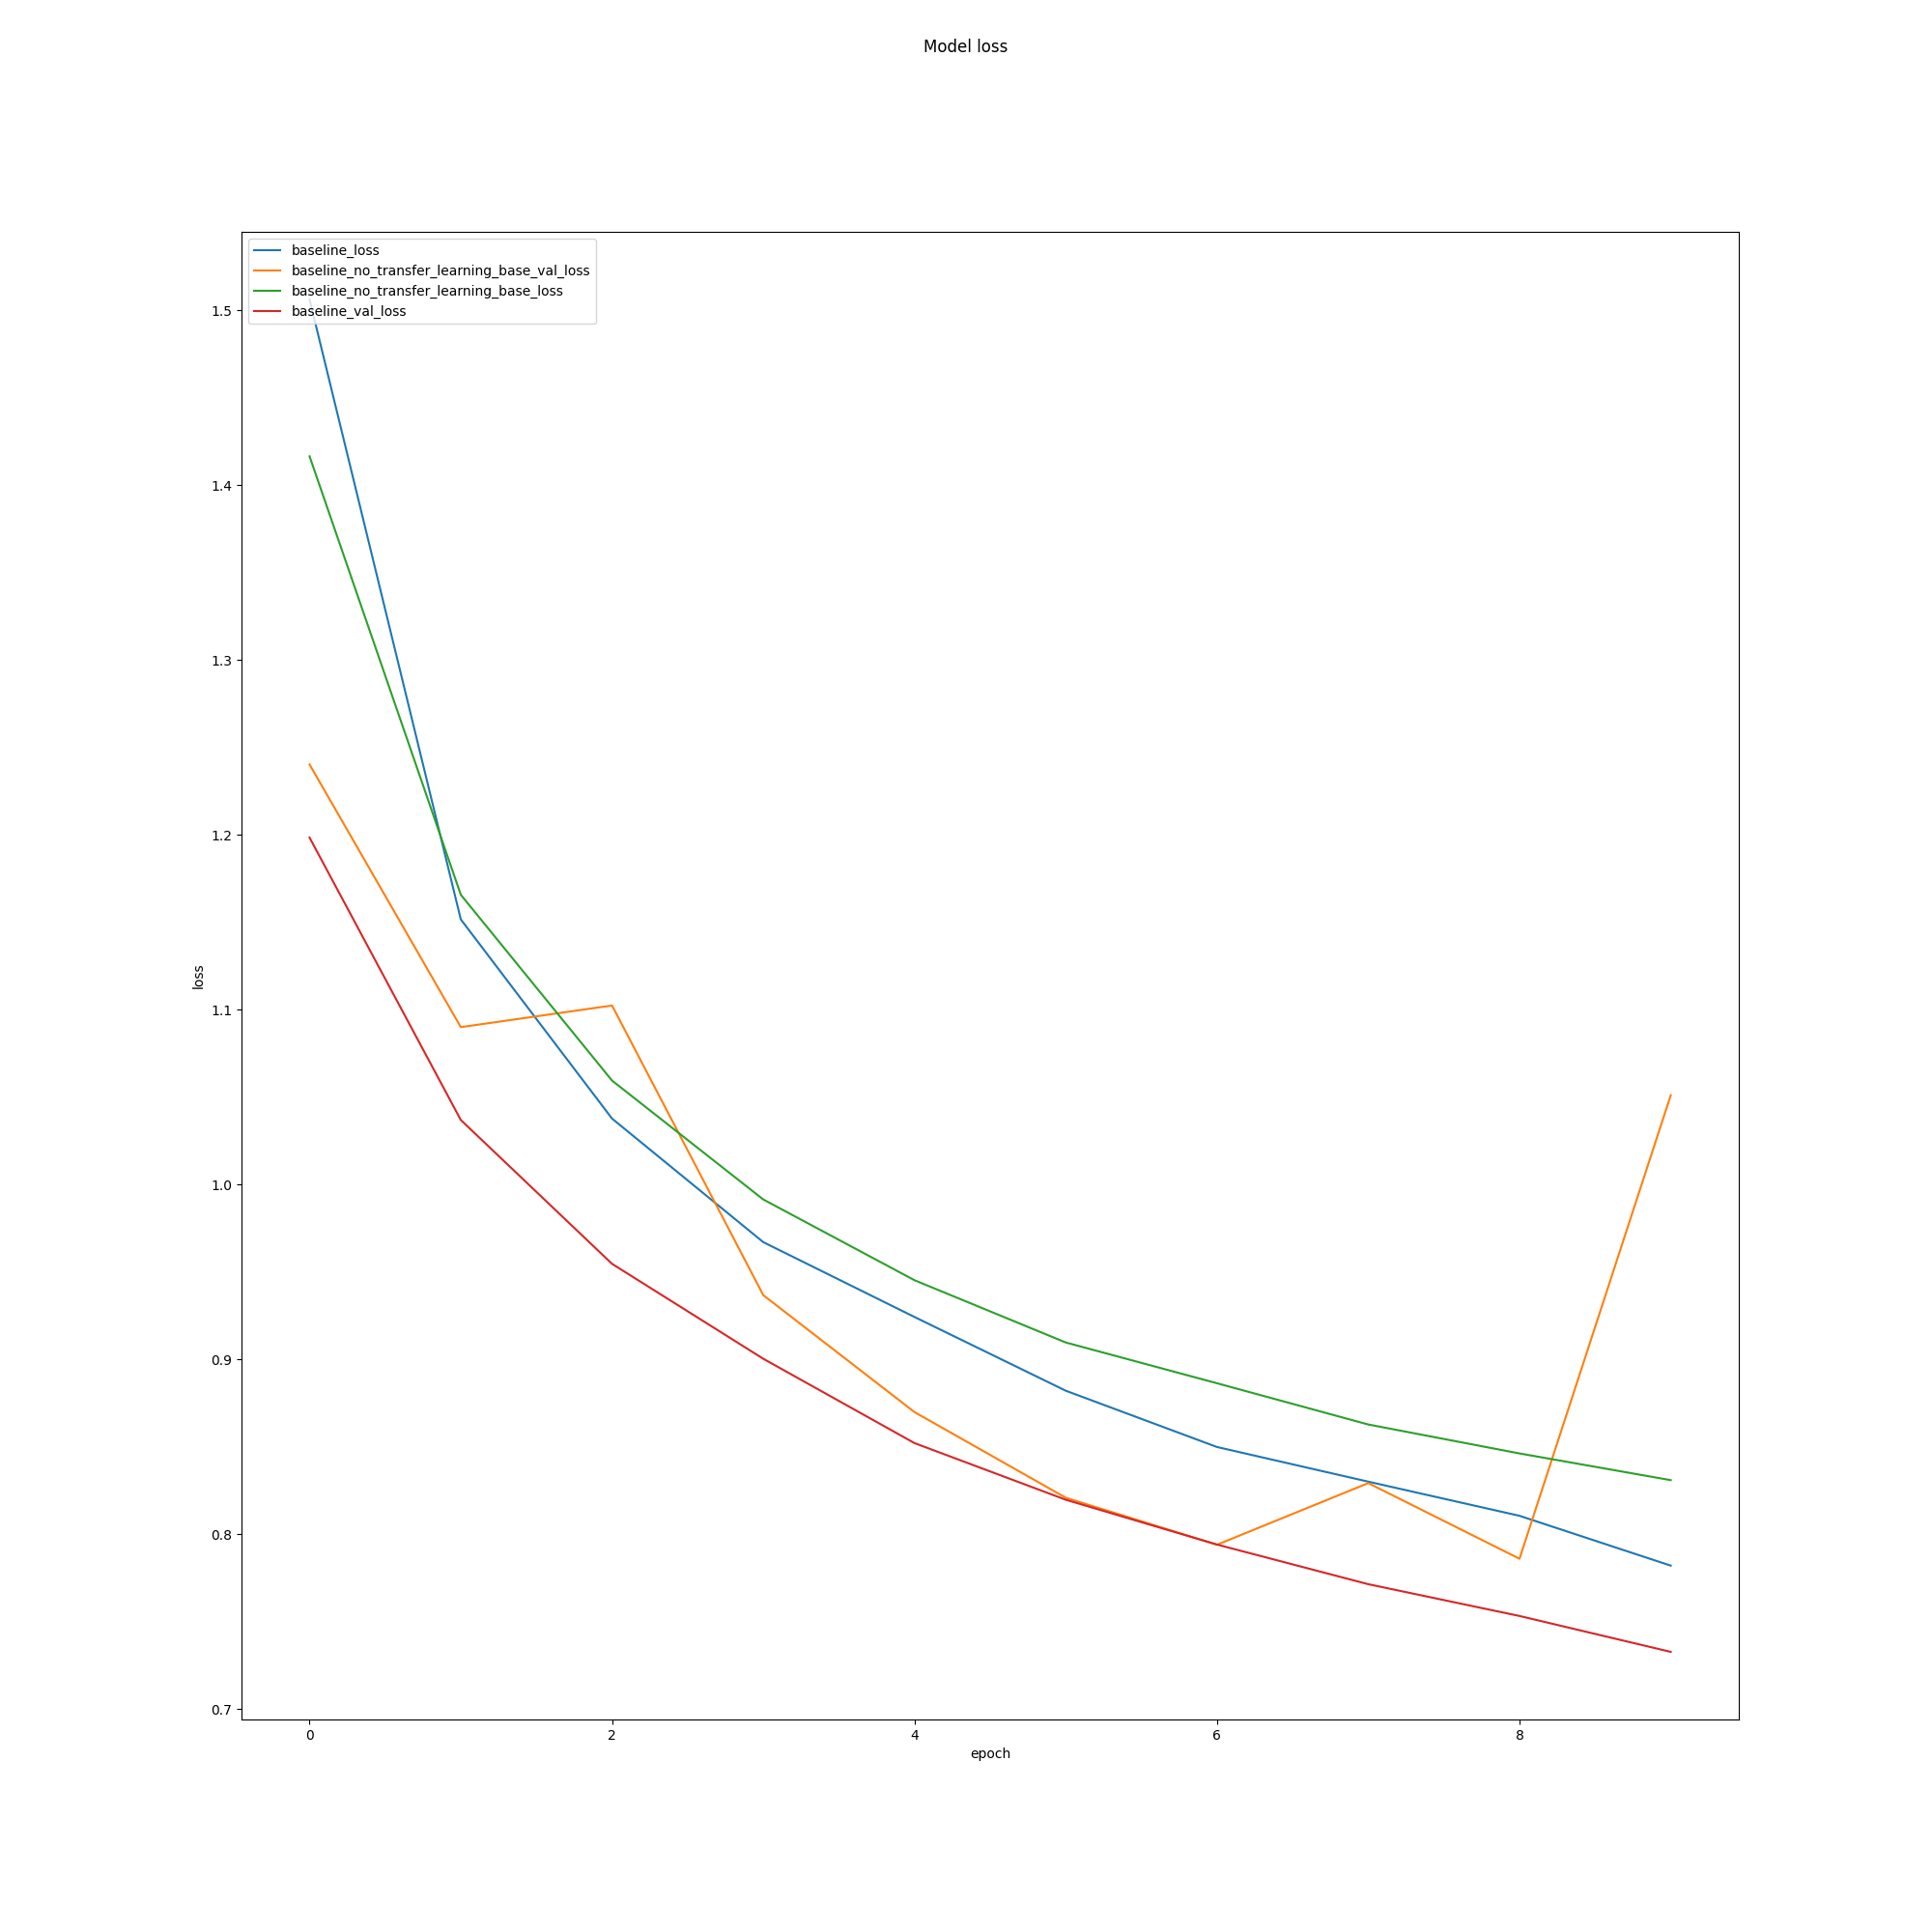 Model loss
baseline_loss
baseline_no_transfer_learning_base_val_loss
baseline_no_transfer_learning_base_loss
baseline_val_loss
1.5
1.4
1.3
1.2
1.1
1.0
0.9
0.8
0.7
loss
0 2 4 6 8
epoch